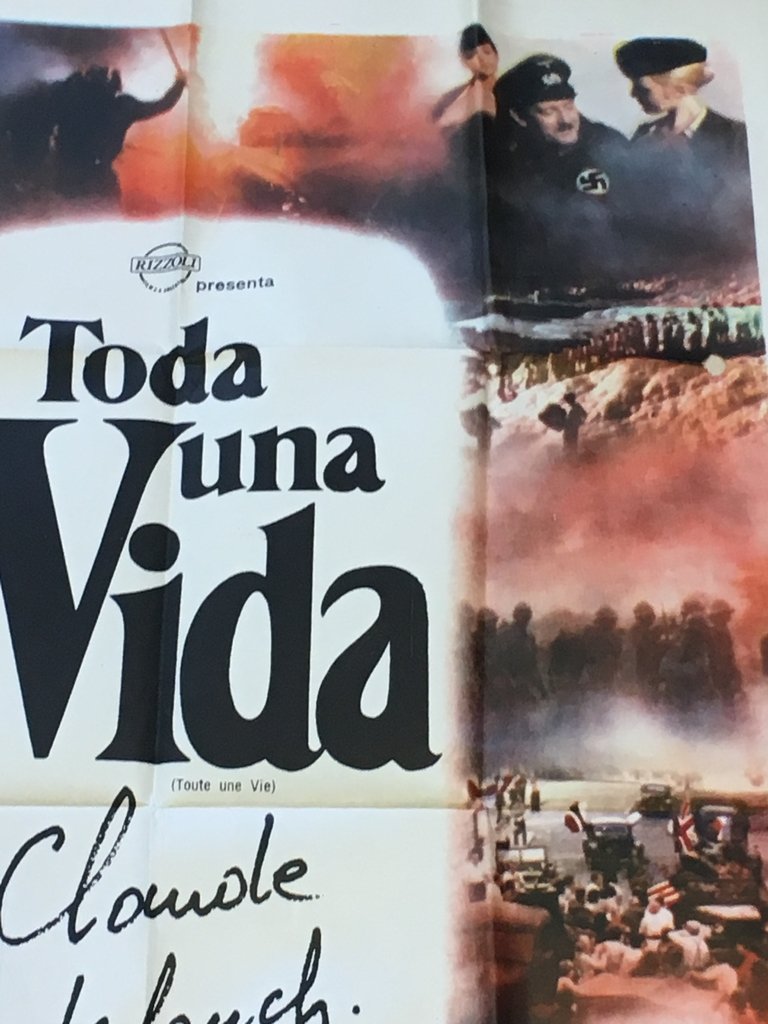 RIZZOLI
presenta
Toda
una
Vida
(Toute une Vie)
Claude